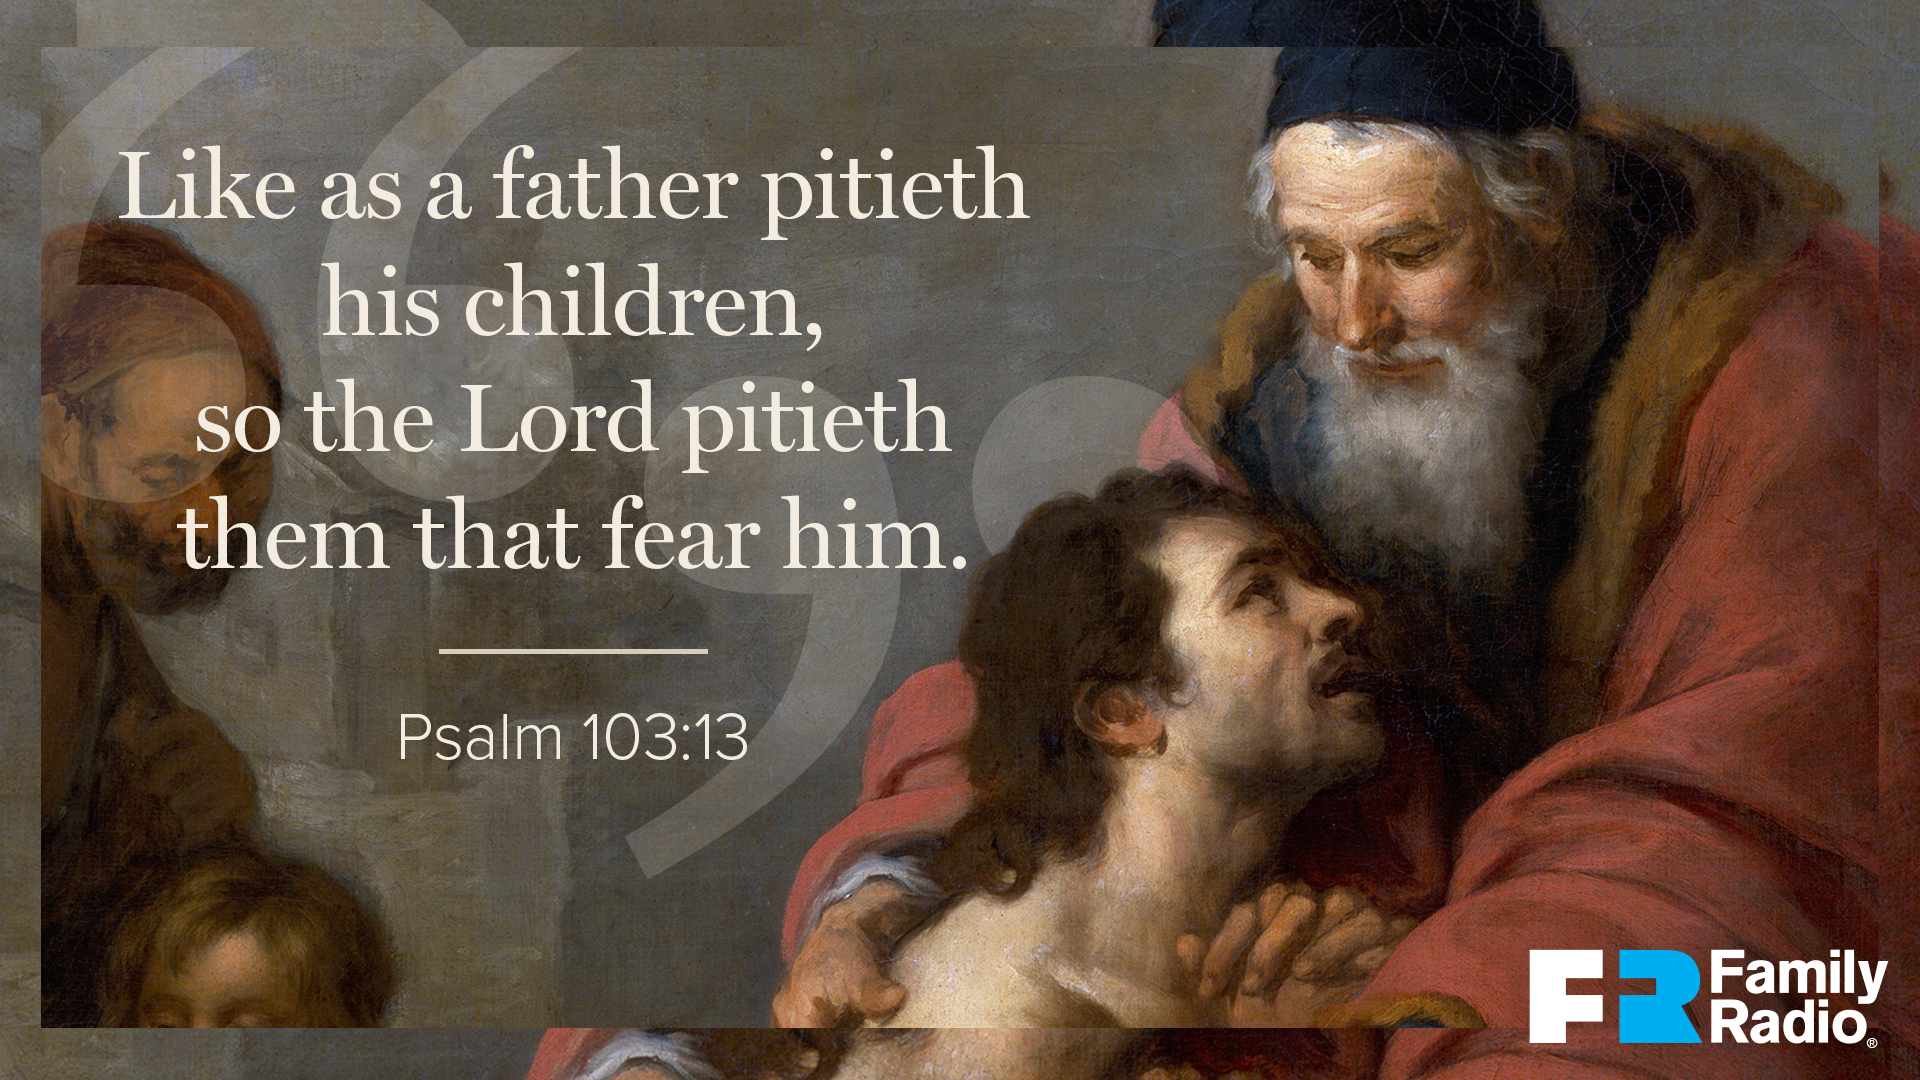 Like as a father pitieth
his children,
so the Lord pitieth
them that fear him.
Psalm 103:13
FR Family
Radio®